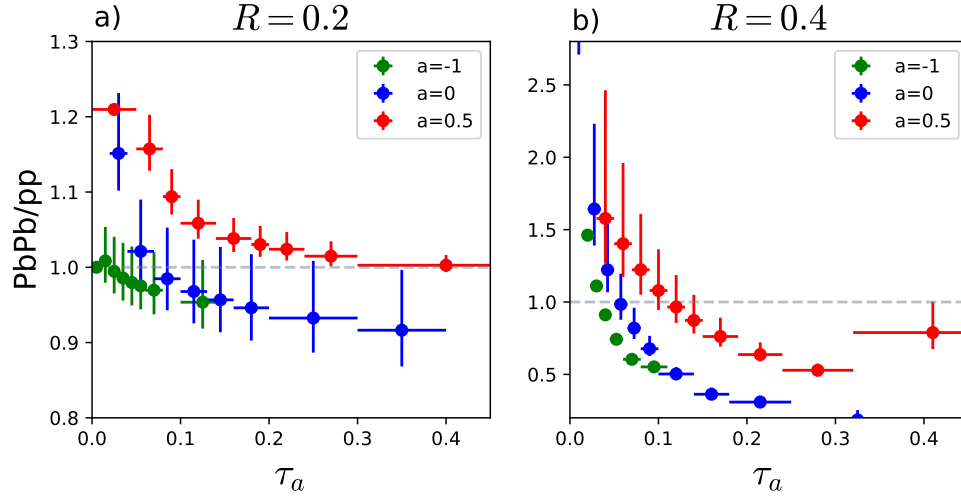 a) R = 0.2
PbPb/pp
1.3
1.2
1.1
1.0
0.9
0.8
0.0 0.1 0.2 0.3 0.4
τa
a=-1
a=0
a=0.5
b) R = 0.4
2.5
2.0
1.5
1.0
0.5
0.0 0.1 0.2 0.3 0.4
τa
a=-1
a=0
a=0.5